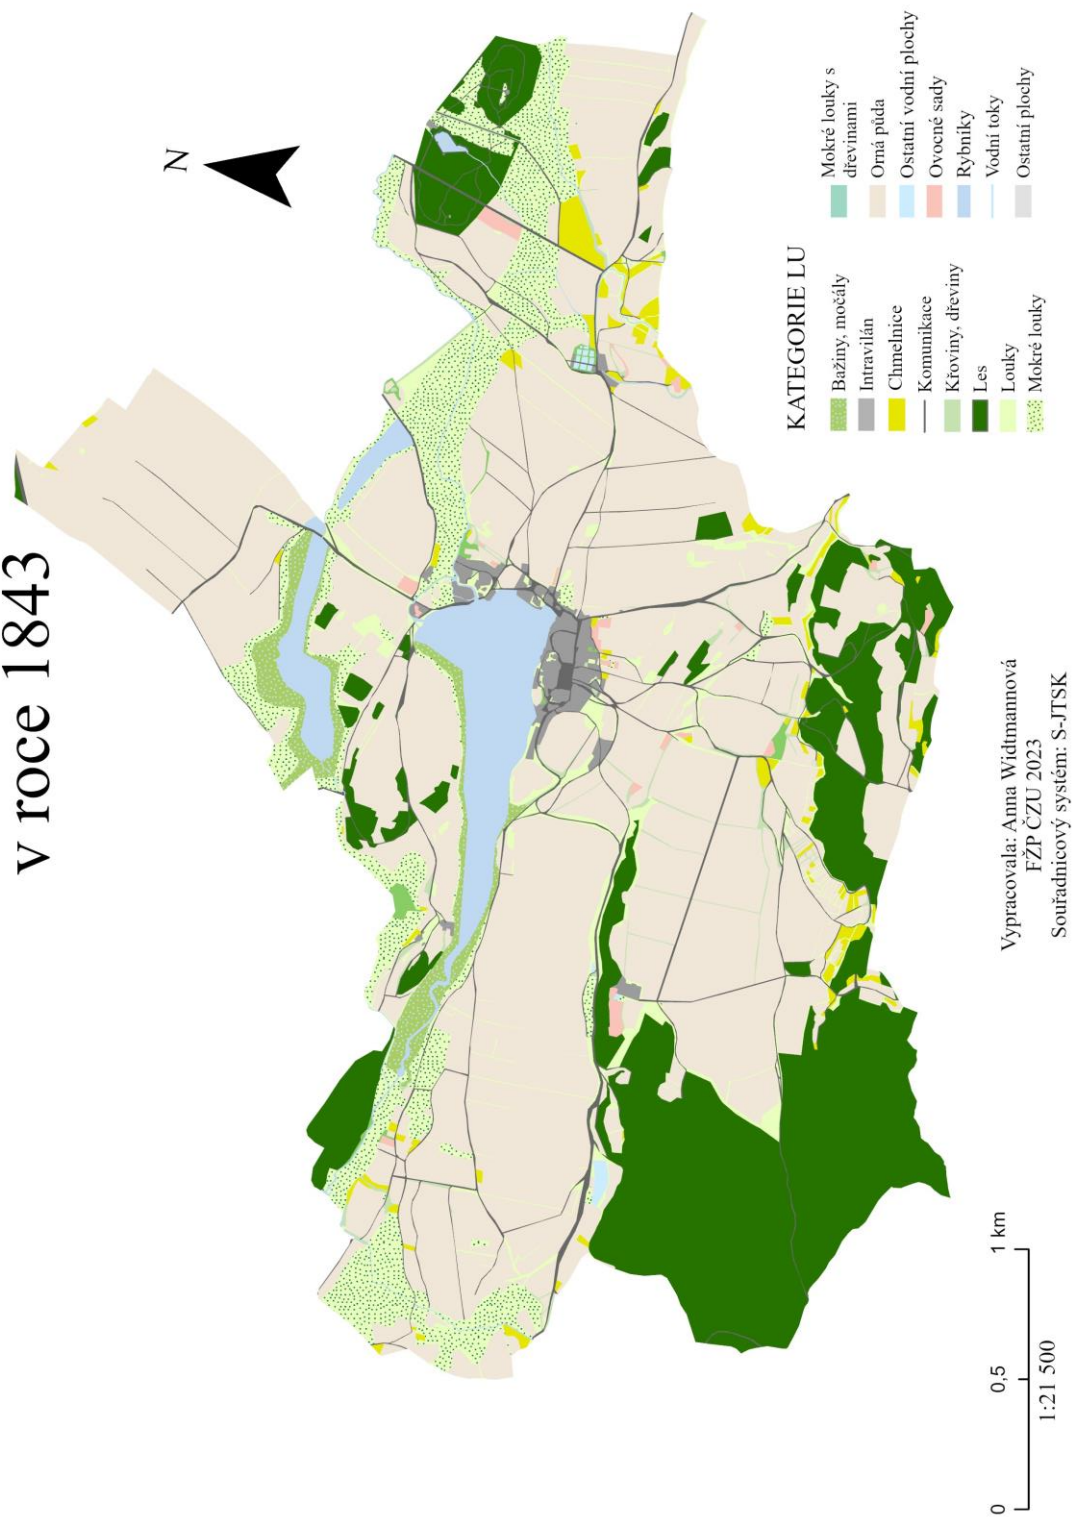 v roce 1843
N
KATEGORIE LU
Bažiny, močály
Intravilán
Chmelnice
Komunikace
Křoviny, dřeviny
Les
Louky
Mokré louky
Mokré louky s
dřevinami
Orná půda
Ostatní vodní plochy
Ovocné sady
Rybníky
Vodní toky
Ostatní plochy
0 0,5 1 km
1:21 500
Vypracovala: Anna Widtmannová
FŽP ČZU 2023
Souřadnicový systém: S-JTSK